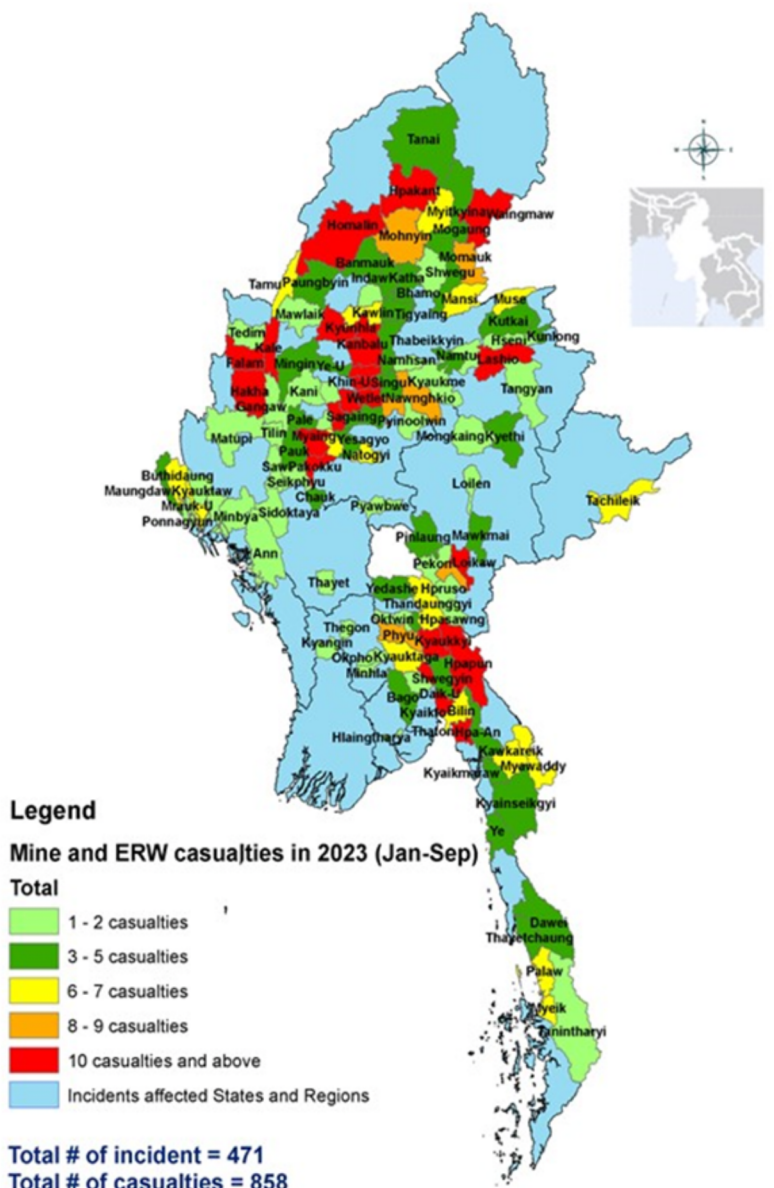 Tanai
Hpakant
Myitkyina
Waingmaw
Homalin
Mohnyin
Mogaung
Banmauk
Momauk
Tamu
Paungbyin
Indaw
Katha
Shwegu
Bhamo
Mansi
Muse
Mawlaik
Kawlin
Tigyaing
Kutkai
Tedim
Kyunhla
Kale
Kanbalu
Thabeikkyin
Hseni
Kunlong
Falam
Mingin
Ye-U
Namhsan
Namtu
Lashio
Hakha
Kani
Khin-U
Singu
Kyaukme
Tangyan
Gangaw
Wetlet
Nawnghkio
Pale
Sagaing
Pyinoolwin
Matupi
Tilin
Myaing
Yesagyo
Mongkaing
Kyethi
Pauk
Natogyi
Saw
Pakokku
Buthidaung
Seikphyu
Loilen
Maungdaw
Kyauktaw
Chauk
Tachileik
Mrauk-U
Minbya
Sidoktaya
Pyawbwe
Ponnagyun
Pinlaung
Mawkmai
Ann
Pekon
Loikaw
Thayet
Yedashe
Hpruso
Thandaunggyi
Oktwin
Hpasawng
Thegon
Phyu
Kyaukkyi
Kyangin
Okpho
Kyauktaga
Hpapun
Minhla
Shwegyin
Bago
Daik-U
Kyaikto
Bilin
Hlaingtharya
Thaton
Hpa-An
Kawkareik
Kyaikmaraw
Myawaddy
Kyainseikgyi
Ye
Dawei
Thayetchaung
Palaw
Myeik
Tanintharyi
Legend
Mine and ERW casualties in 2023 (Jan-Sep)
Total
1 - 2 casualties
3 - 5 casualties
6 - 7 casualties
8 - 9 casualties
10 casualties and above
Incidents affected States and Regions
Total # of incident = 471
Total # of casualties = 858